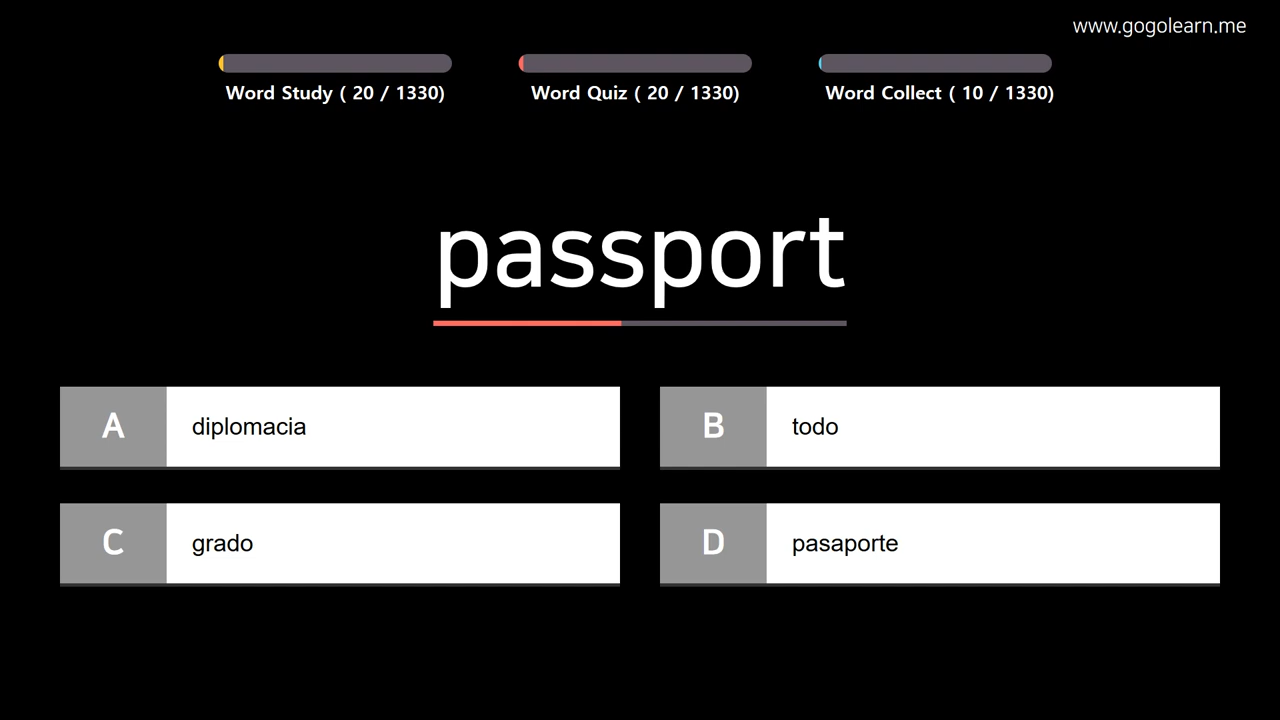 www.gogolearn.me
Word Study ( 20 / 1330)
Word Quiz ( 20 / 1330)
Word Collect ( 10 / 1330)
passport
A diplomacia
B todo
C grado
D pasaporte